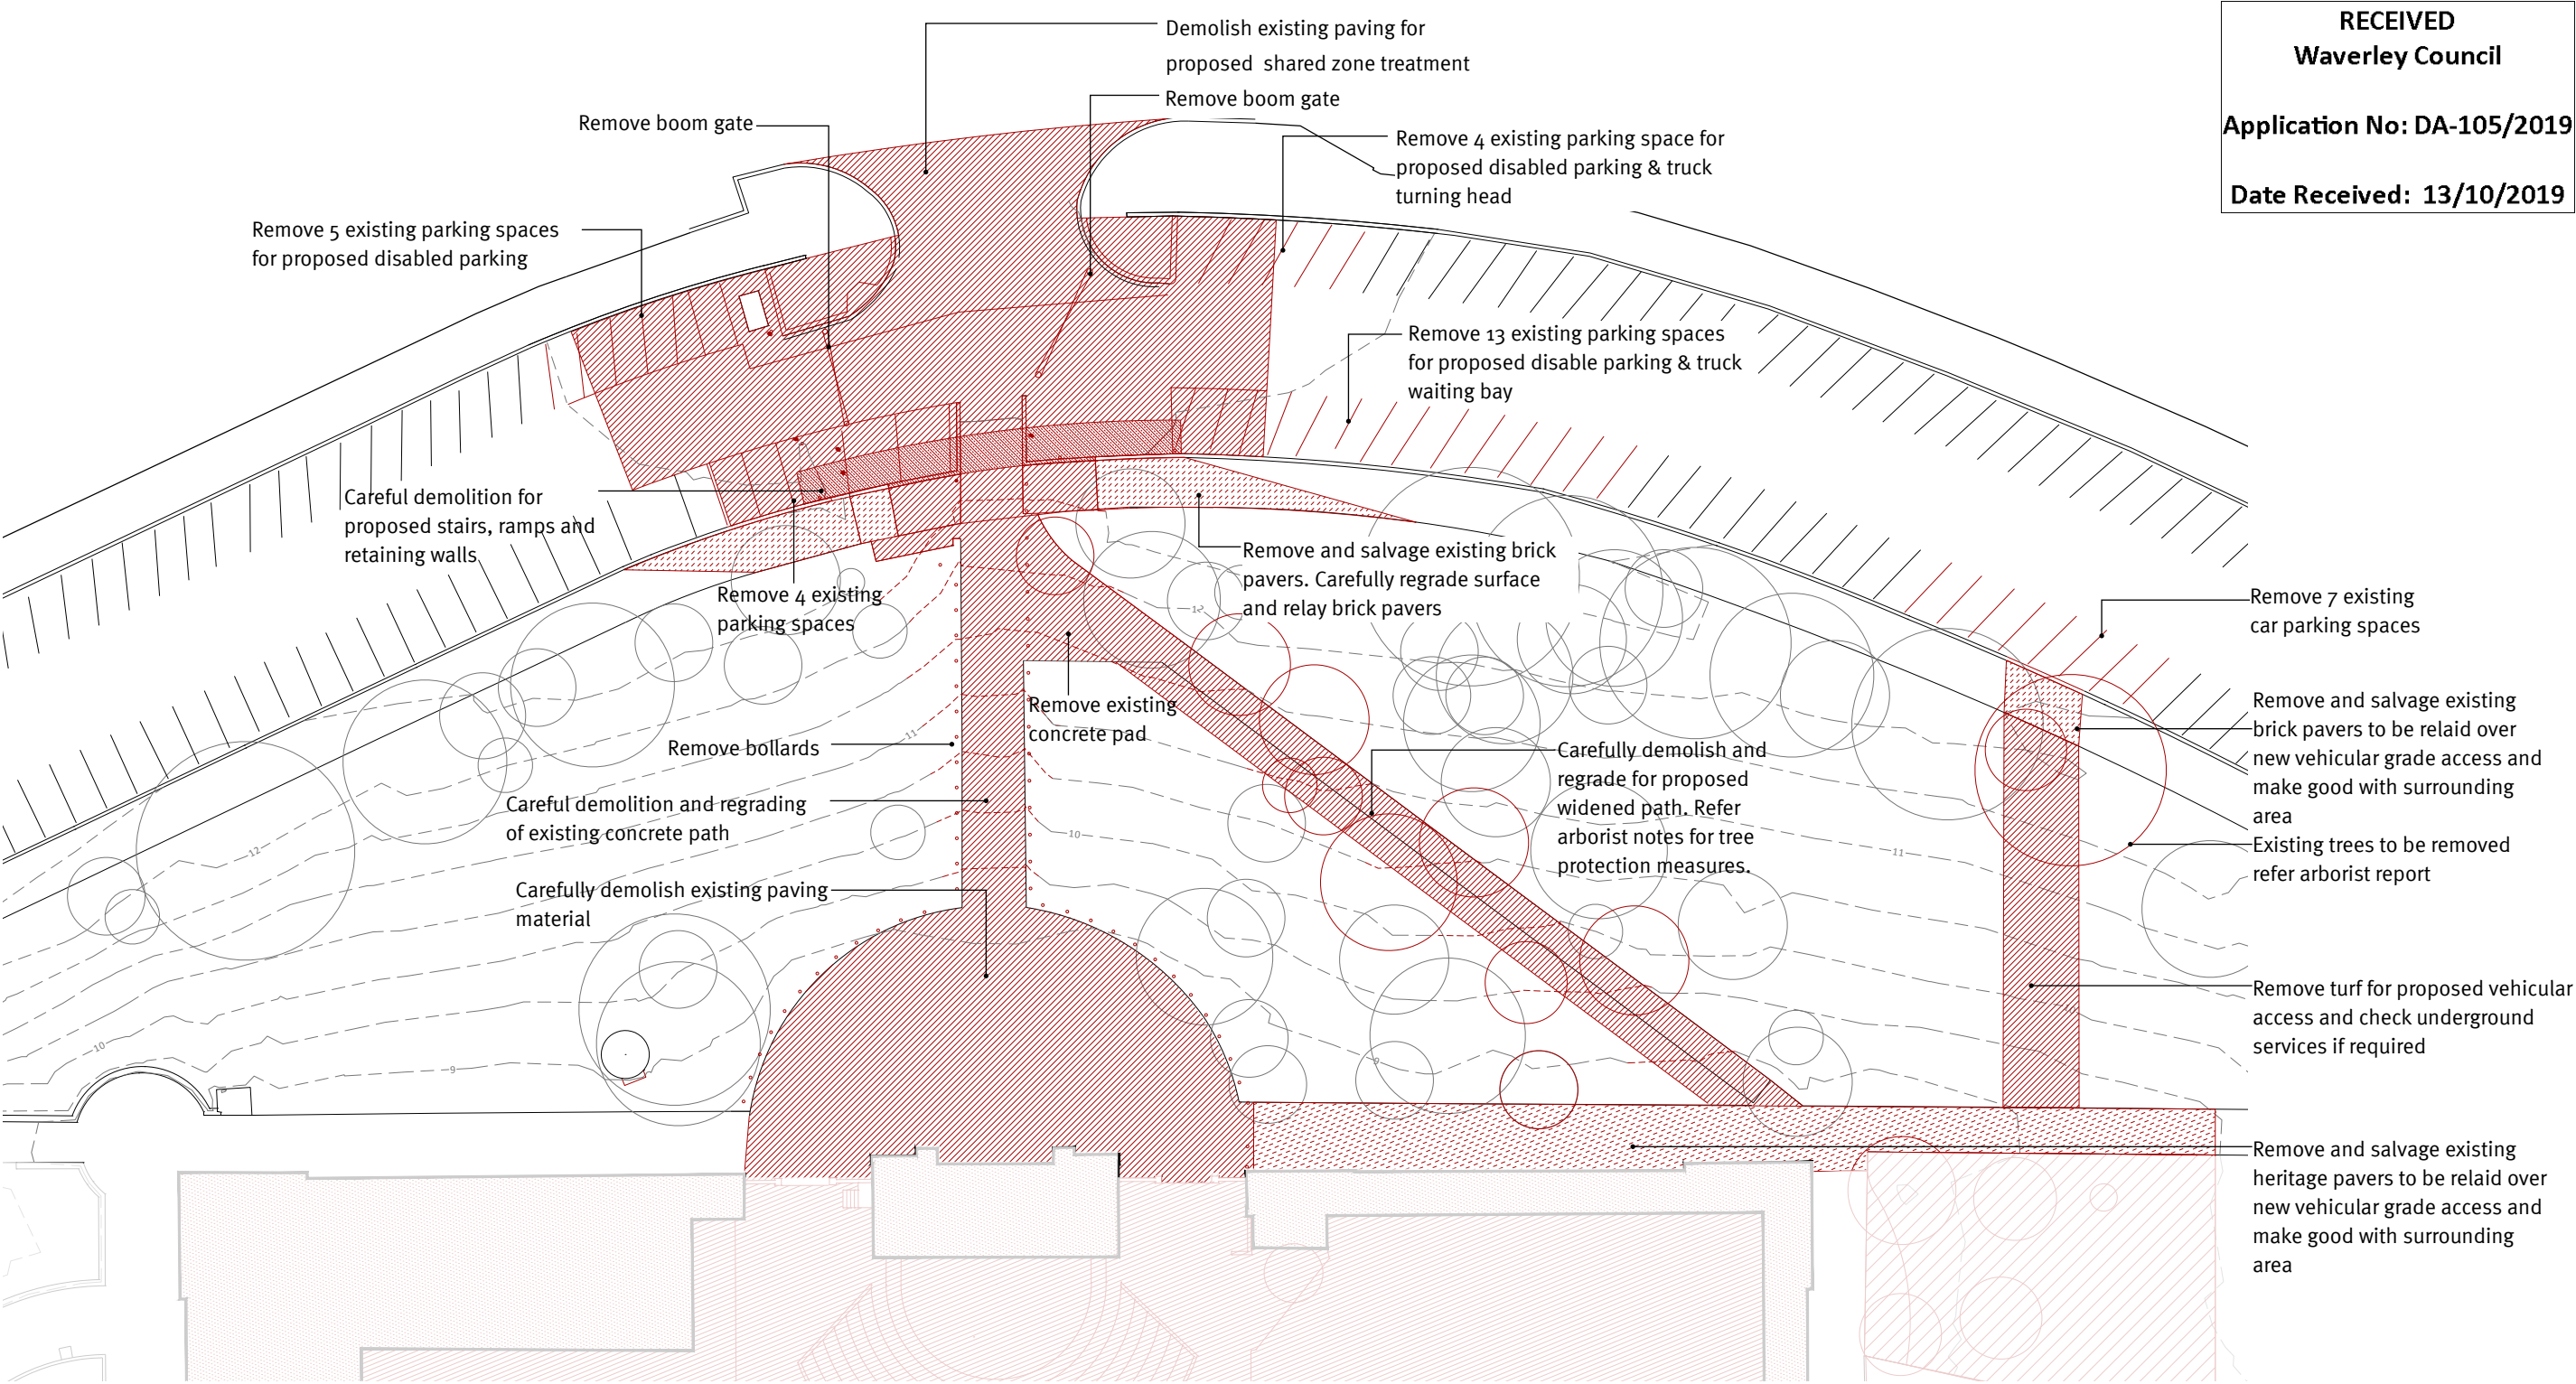 RECEIVED
Waverley Council
Application No: DA-105/2019
Date Received: 13/10/2019
Demolish existing paving for
proposed shared zone treatment
Remove boom gate
Remove boom gate
Remove 4 existing parking space for
proposed disabled parking & truck
turning head
Remove 5 existing parking spaces
for proposed disabled parking
Remove 13 existing parking spaces
for proposed disable parking & truck
waiting bay
Careful demolition for
proposed stairs, ramps and
retaining walls
Remove and salvage existing brick
pavers. Carefully regrade surface
and relay brick pavers
Remove 4 existing
parking spaces
Remove 7 existing
car parking spaces
Remove existing
concrete pad
Remove bollards
Carefully demolish and
regrade for proposed
widened path. Refer
arborist notes for tree
protection measures.
Remove and salvage existing
brick pavers to be relaid over
new vehicular grade access and
make good with surrounding
area
Careful demolition and regrading
of existing concrete path
Existing trees to be removed
refer arborist report
Carefully demolish existing paving
material
Remove turf for proposed vehicular
access and check underground
services if required
Remove and salvage existing
heritage pavers to be relaid over
new vehicular grade access and
make good with surrounding
area
12
11
10
12
11
10
9
10
9